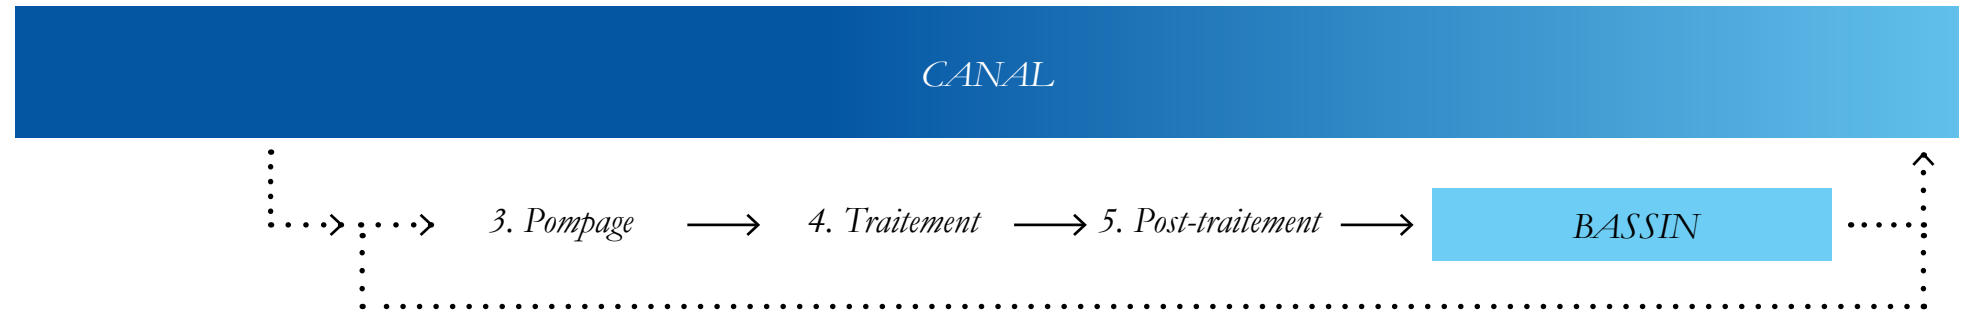 CANAL
3. Pompage
4. Traitement
5. Post-traitement
BASSIN